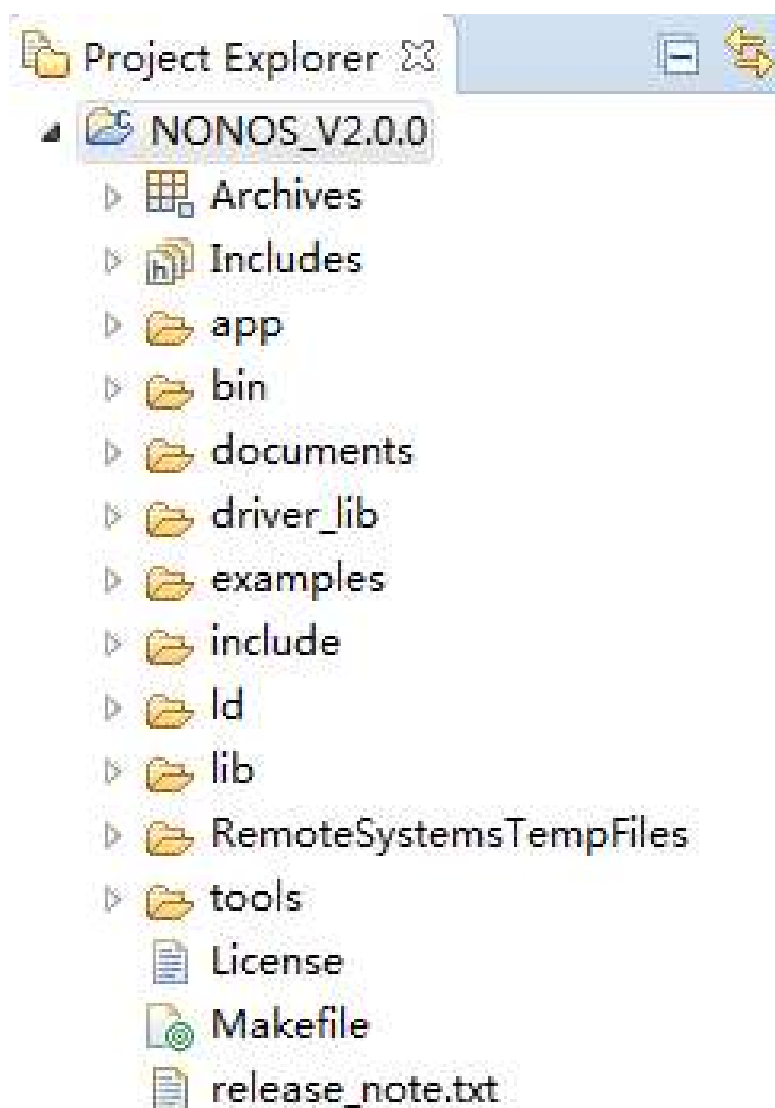 Project Explorer
NONOS_V2.0.0
Archives
Includes
app
bin
documents
driver_lib
examples
include
ld
lib
RemoteSystemsTempFiles
tools
License
Makefile
release_note.txt